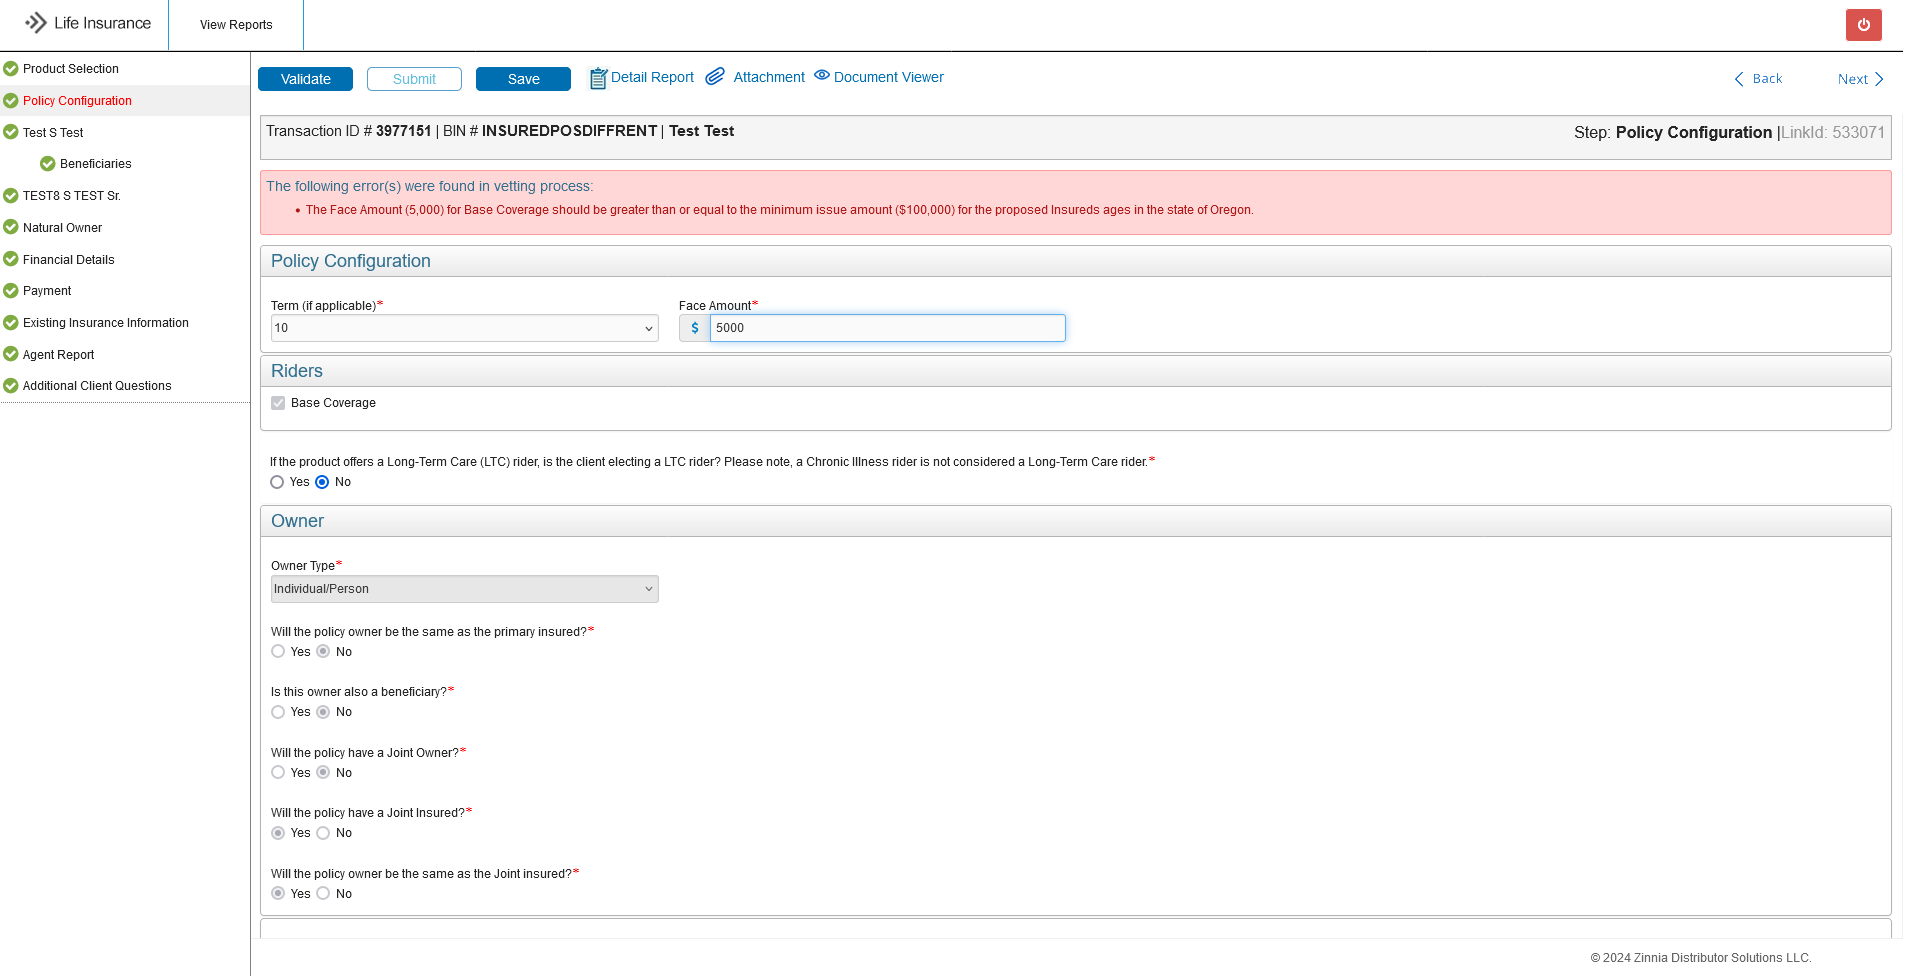 Life Insurance
View Reports
Product Selection
Policy Configuration
Test S Test
Beneficiaries
TEST8 S TEST Sr.
Natural Owner
Financial Details
Payment
Existing Insurance Information
Agent Report
Additional Client Questions
Validate
Submit
Save
Detail Report
Attachment
Document Viewer
Back
Next
Transaction ID # 3977151 | BIN # INSUREDPOSDIFFRENT | Test Test
Step: Policy Configuration |LinkId: 533071
The following error(s) were found in vetting process:
• The Face Amount (5,000) for Base Coverage should be greater than or equal to the minimum issue amount ($100,000) for the proposed Insureds ages in the state of Oregon.
Policy Configuration
Term (if applicable)*
10
Face Amount*
$ 5000
Riders
Base Coverage
If the product offers a Long-Term Care (LTC) rider, is the client electing a LTC rider? Please note, a Chronic Illness rider is not considered a Long-Term Care rider.*
Yes No
Owner
Owner Type*
Individual/Person
Will the policy owner be the same as the primary insured?*
Yes No
Is this owner also a beneficiary?*
Yes No
Will the policy have a Joint Owner?*
Yes No
Will the policy have a Joint Insured?*
Yes No
Will the policy owner be the same as the Joint insured?*
Yes No
© 2024 Zinnia Distributor Solutions LLC.